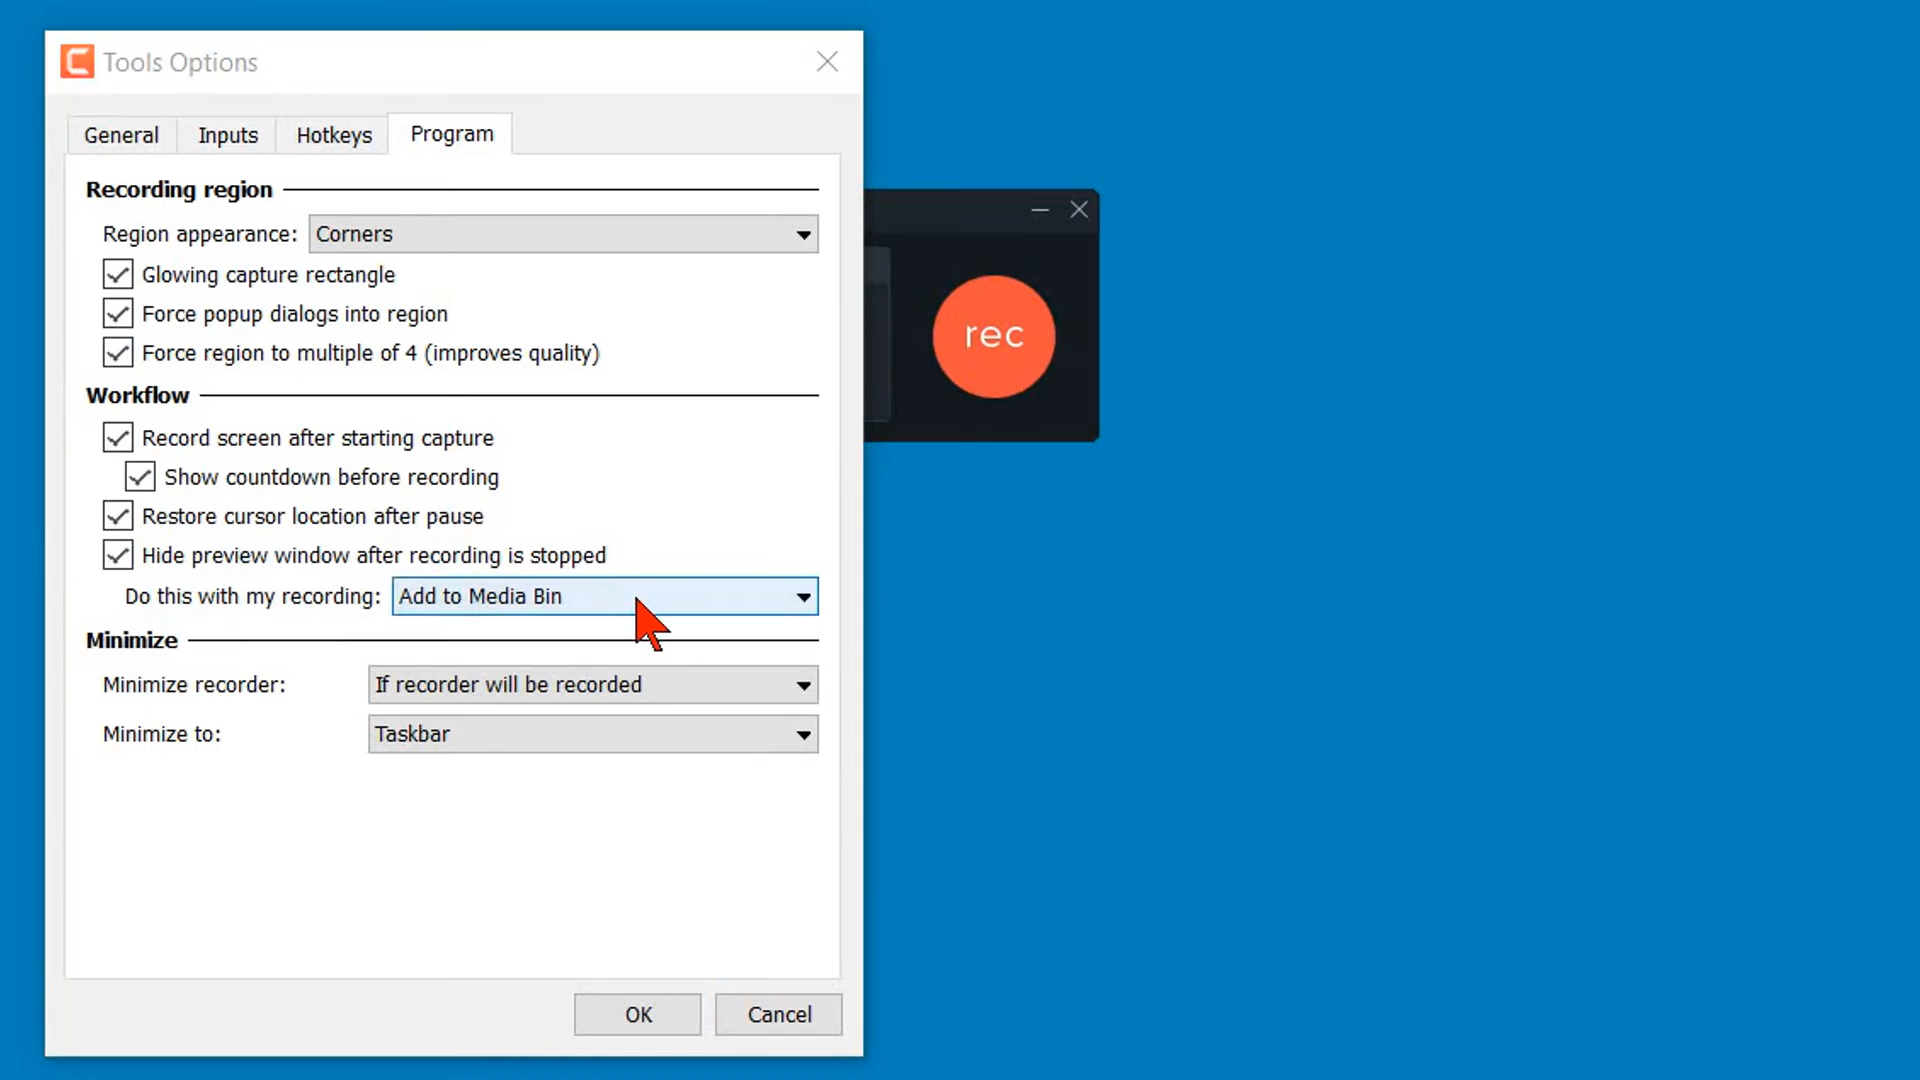 Tools Options
General Inputs Hotkeys Program
Recording region
Region appearance: Corners
Glowing capture rectangle
Force popup dialogs into region
Force region to multiple of 4 (improves quality)
rec
Workflow
Record screen after starting capture
Show countdown before recording
Restore cursor location after pause
Hide preview window after recording is stopped
Do this with my recording: Add to Media Bin
Minimize
Minimize recorder: If recorder will be recorded
Minimize to: Taskbar
OK Cancel